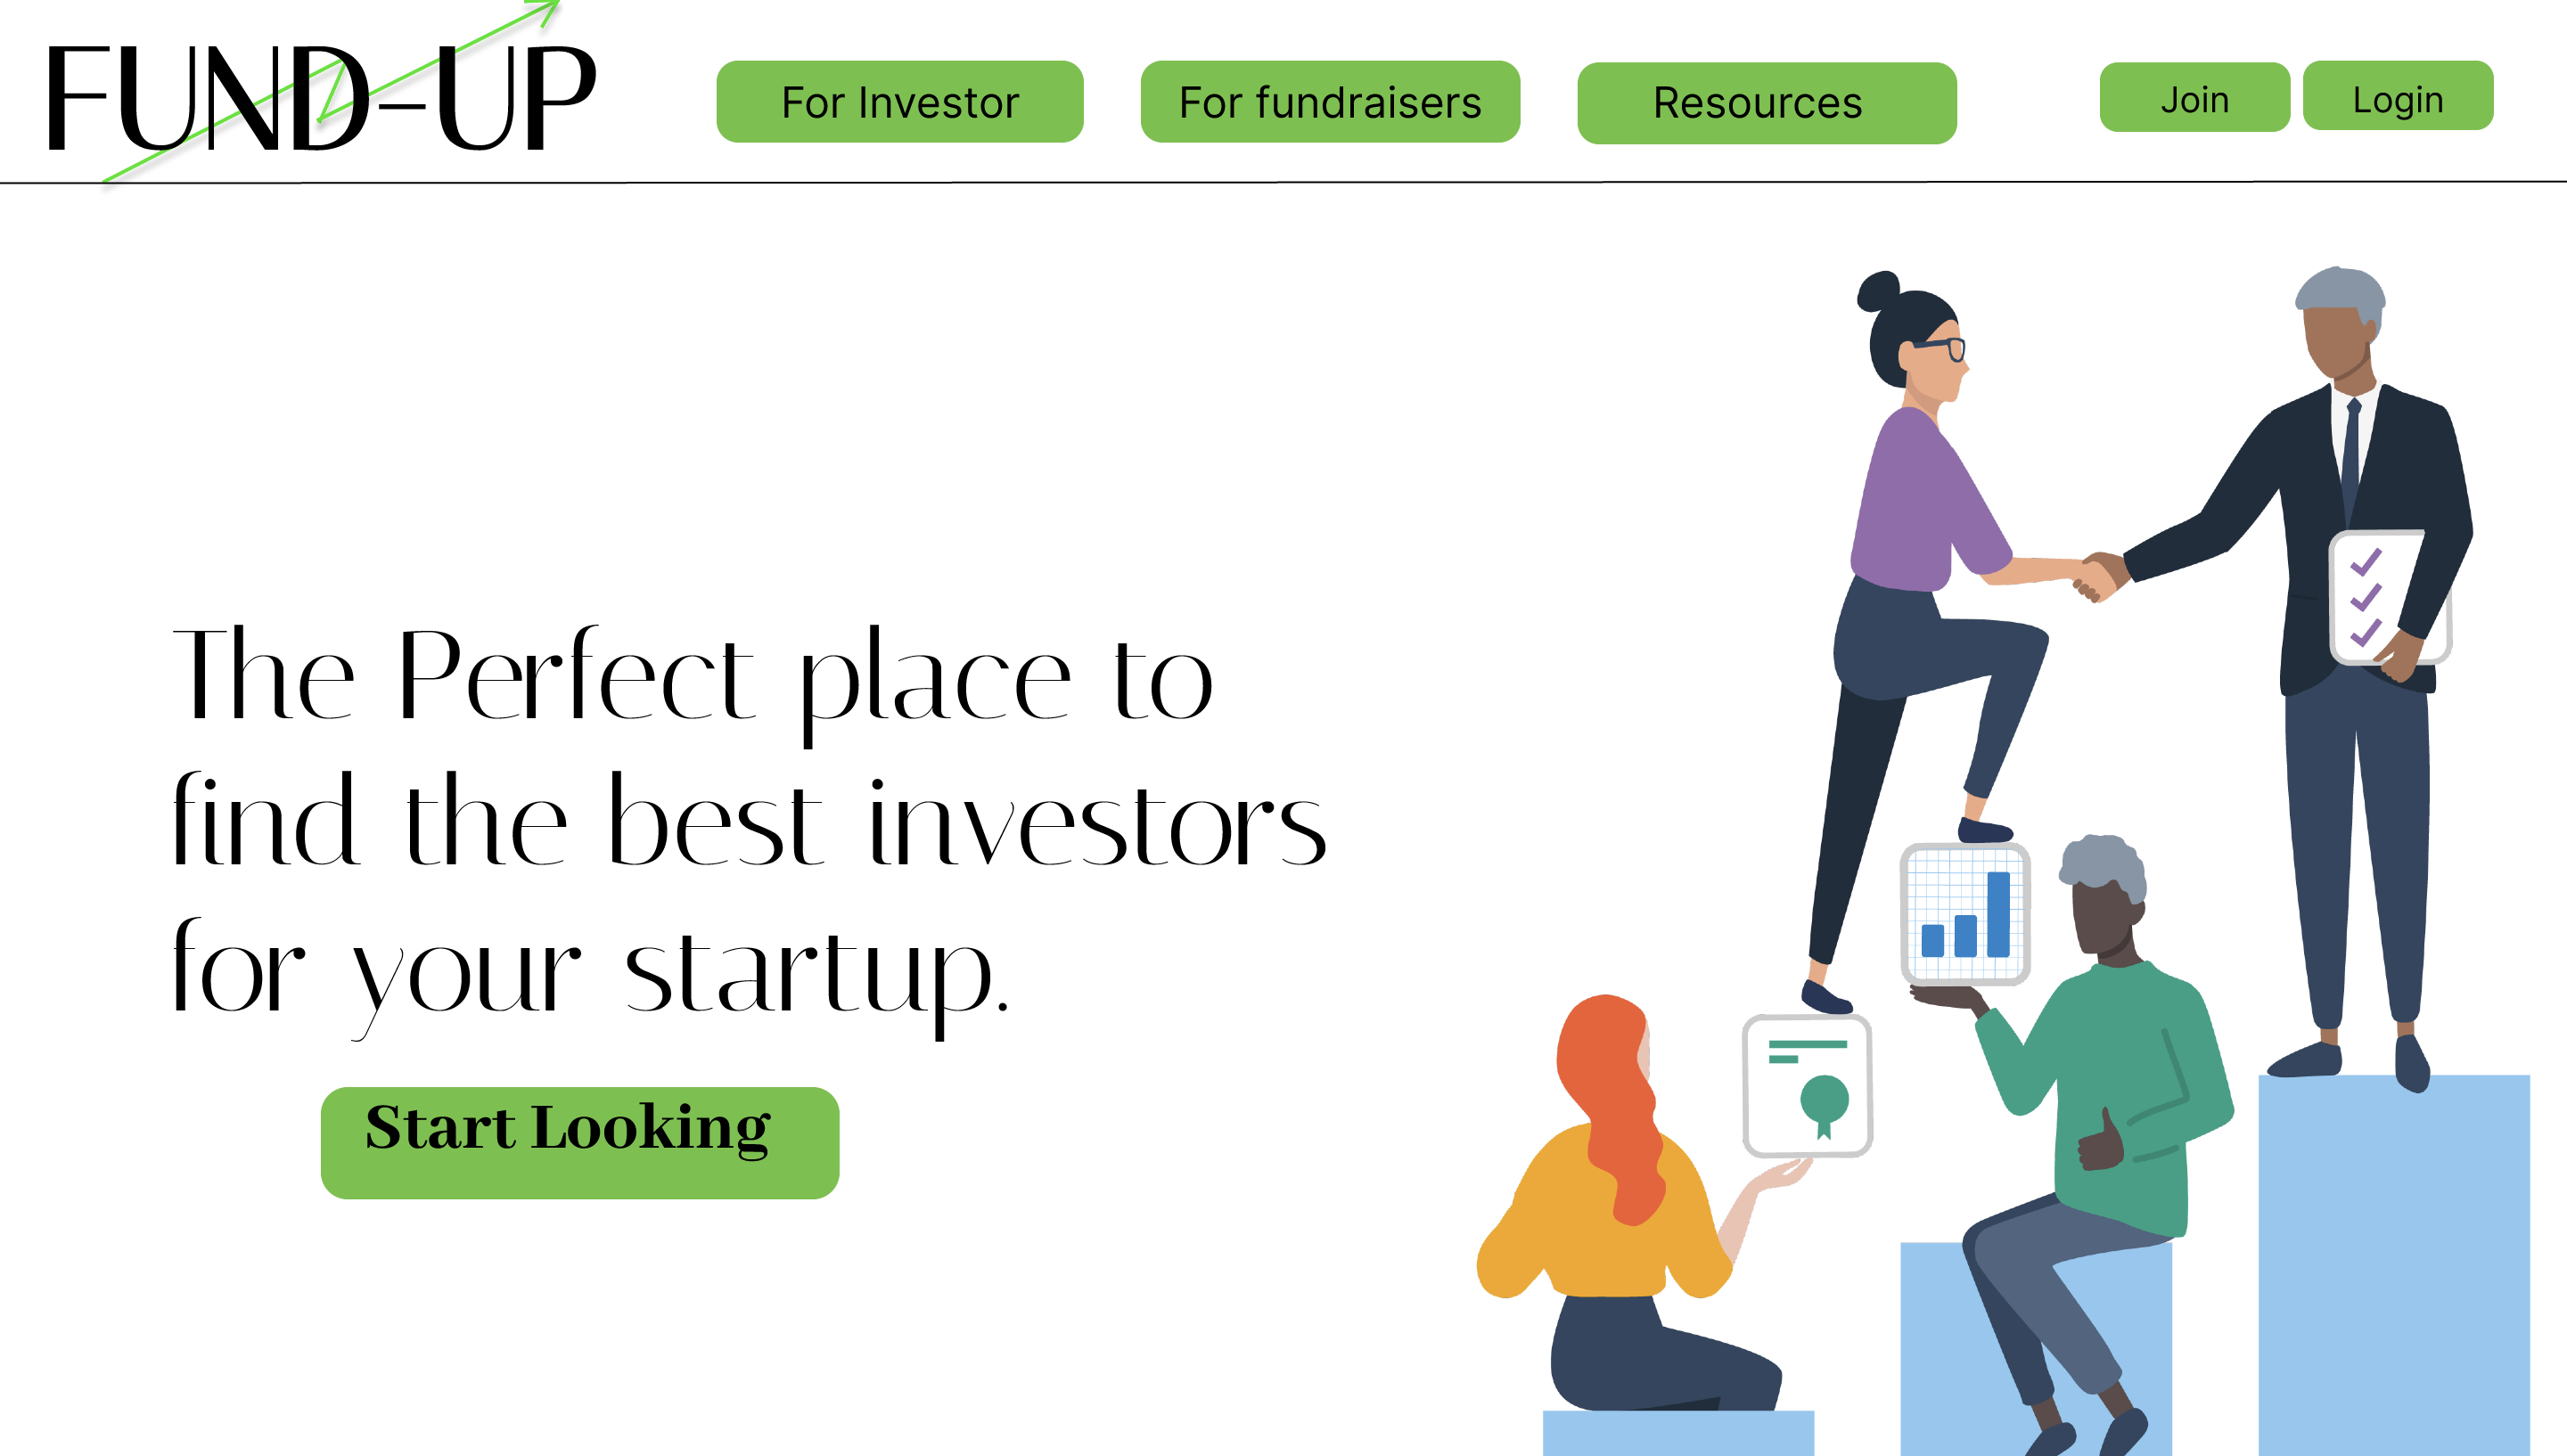 FUND-UP
For Investor
For fundraisers
Resources
Join
Login
The Perfect place to
find the best investors
for your startup.
Start Looking